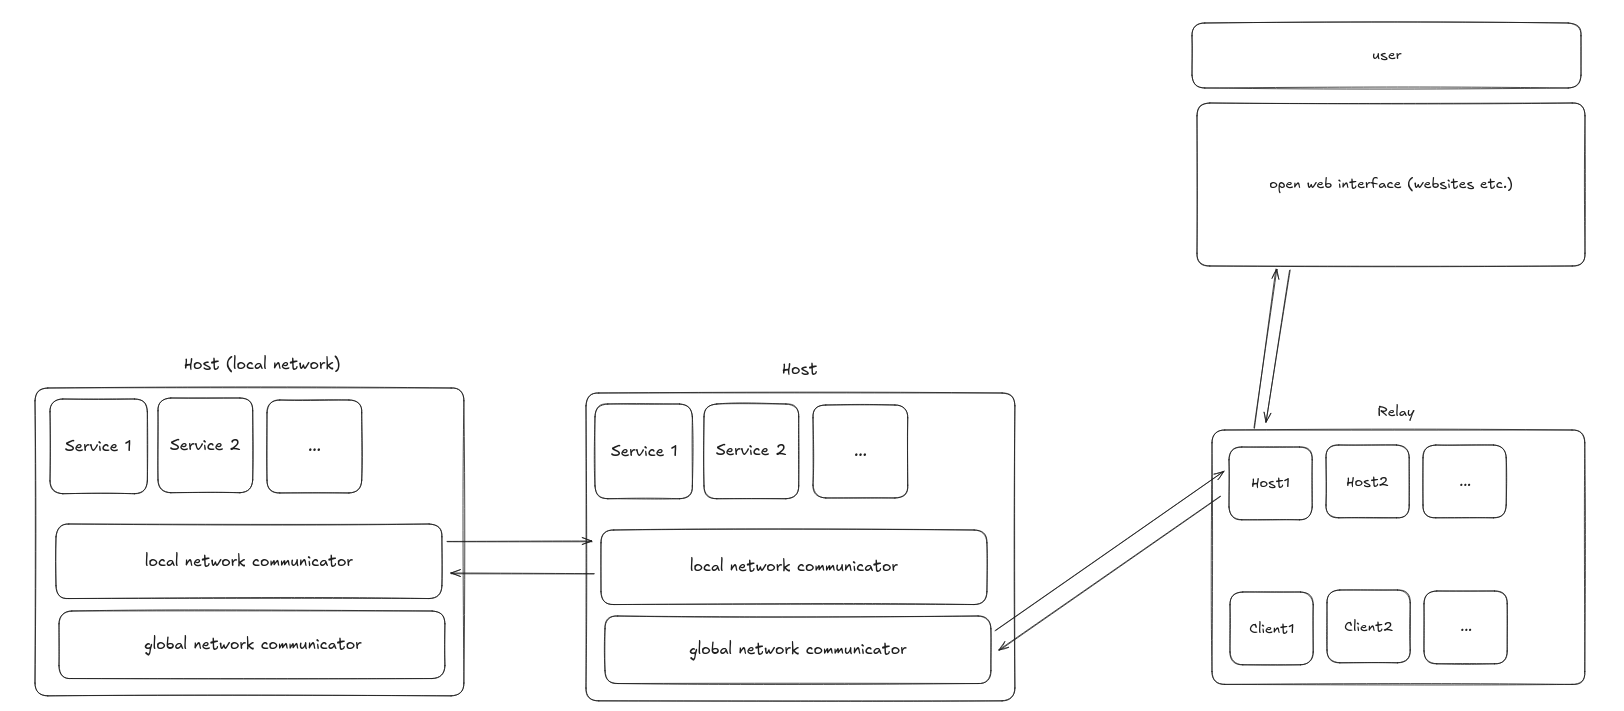 user
open web interface (websites etc.)
Host (local network)
Service 1
Service 2
...
local network communicator
global network communicator
Host
Service 1
Service 2
...
local network communicator
global network communicator
Relay
Host1
Host2
...
Client1
Client2
...